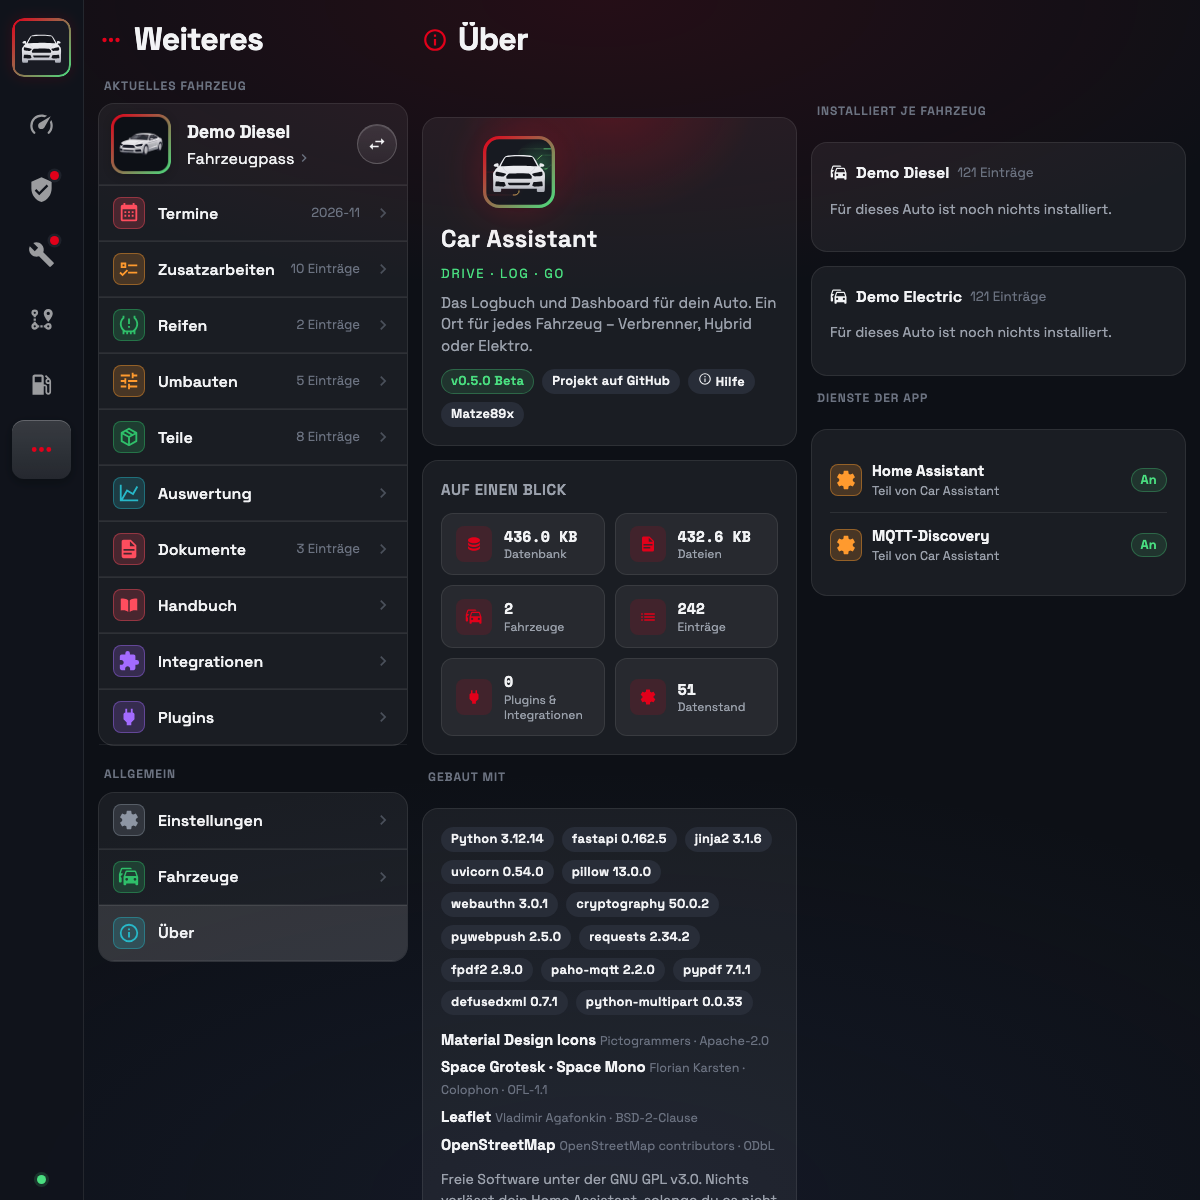 Weiteres
AKTUELLES FAHRZEUG
Demo Diesel
Fahrzeugpass
Termine 2026-11
Zusatzarbeiten 10 Einträge
Reifen 2 Einträge
Umbauten 5 Einträge
Teile 8 Einträge
Auswertung
Dokumente 3 Einträge
Handbuch
Integrationen
Plugins
ALLGEMEIN
Einstellungen
Fahrzeuge
Über
Über
Car Assistant
DRIVE · LOG · GO
Das Logbuch und Dashboard für dein Auto. Ein
Ort für jedes Fahrzeug – Verbrenner, Hybrid
oder Elektro.
v0.5.0 Beta Projekt auf GitHub Hilfe
Matze89x
AUF EINEN BLICK
436.0 KB
Datenbank
432.6 KB
Dateien
2
Fahrzeuge
242
Einträge
0
Plugins &
Integrationen
51
Datenstand
GEBAUT MIT
Python 3.12.14 fastapi 0.162.5 jinja2 3.1.6
uvicorn 0.54.0 pillow 13.0.0
webauthn 3.0.1 cryptography 50.0.2
pywebpush 2.5.0 requests 2.34.2
fpdf2 2.9.0 paho-mqtt 2.2.0 pypdf 7.1.1
defusedxml 0.7.1 python-multipart 0.0.33
Material Design Icons Pictogrammers · Apache-2.0
Space Grotesk · Space Mono Florian Karsten ·
Colophon · OFL-1.1
Leaflet Vladimir Agafonkin · BSD-2-Clause
OpenStreetMap OpenStreetMap contributors · ODbL
Freie Software unter der GNU GPL v3.0. Nichts
verlässt dein Home Assistant, solange du es nicht
INSTALLIERT JE FAHRZEUG
Demo Diesel 121 Einträge
Für dieses Auto ist noch nichts installiert.
Demo Electric 121 Einträge
Für dieses Auto ist noch nichts installiert.
DIENSTE DER APP
Home Assistant
Teil von Car Assistant
An
MQTT-Discovery
Teil von Car Assistant
An